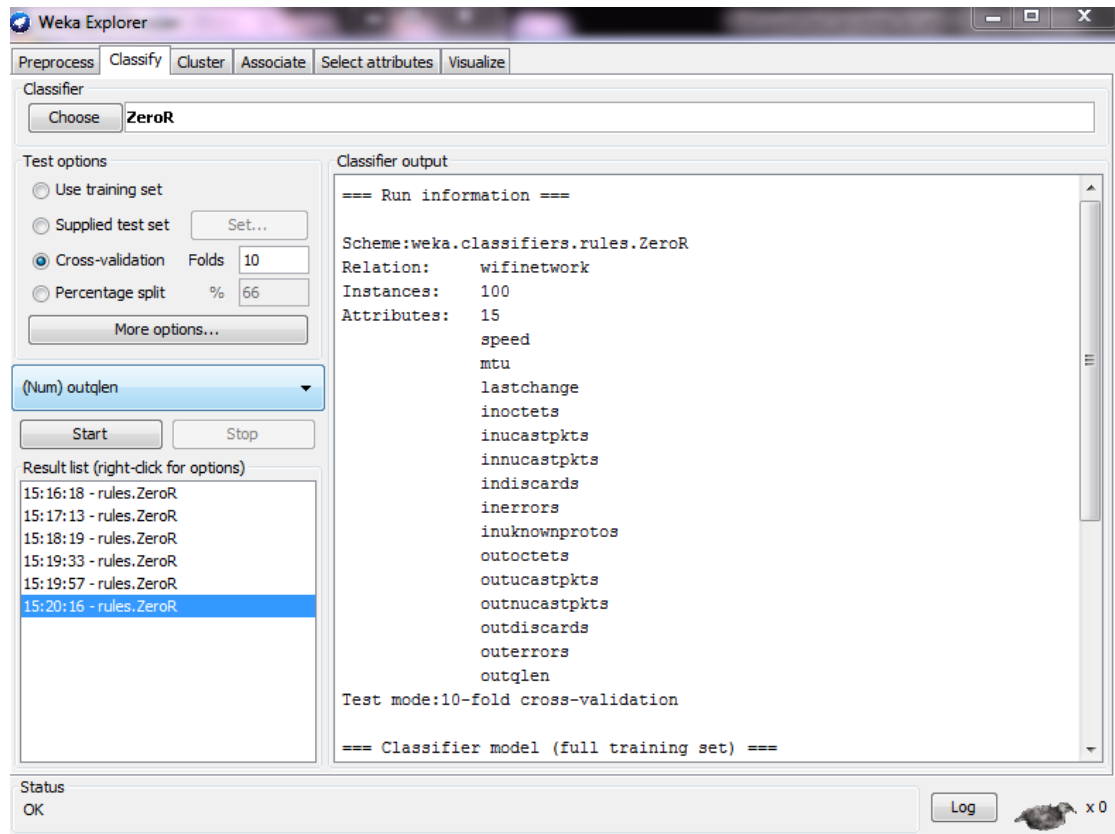 Weka Explorer
Preprocess Classify Cluster Associate Select attributes Visualize
Classifier
Choose ZeroR
Test options
Use training set
Supplied test set Set...
Cross-validation Folds 10
Percentage split % 66
More options...
(Num) outqlen
Start Stop
Result list (right-click for options)
15:16:18 - rules.ZeroR
15:17:13 - rules.ZeroR
15:18:19 - rules.ZeroR
15:19:33 - rules.ZeroR
15:19:57 - rules.ZeroR
15:20:16 - rules.ZeroR
Classifier output
=== Run information ===
Scheme:weka.classifiers.rules.ZeroR
Relation: wifinetwork
Instances: 100
Attributes: 15
speed
mtu
lastchange
inoctets
inucastpkts
innucastpkts
indiscards
inerrors
inuknownprotos
outoctets
outucastpkts
outnucastpkts
outdiscards
outerrors
outqlen
Test mode:10-fold cross-validation
=== Classifier model (full training set) ===
Status
OK
Log x 0